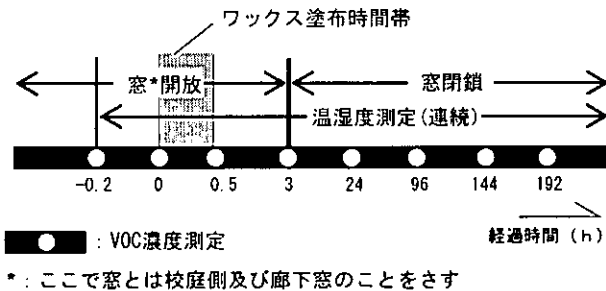 ワックス塗布時間帯
窓*開放
窓閉鎖
温湿度測定(連続)
-0.2 0 0.5 3 24 96 144 192
経過時間 (h)
: VOC濃度測定
*: ここで窓とは校庭側及び廊下窓のことをさす